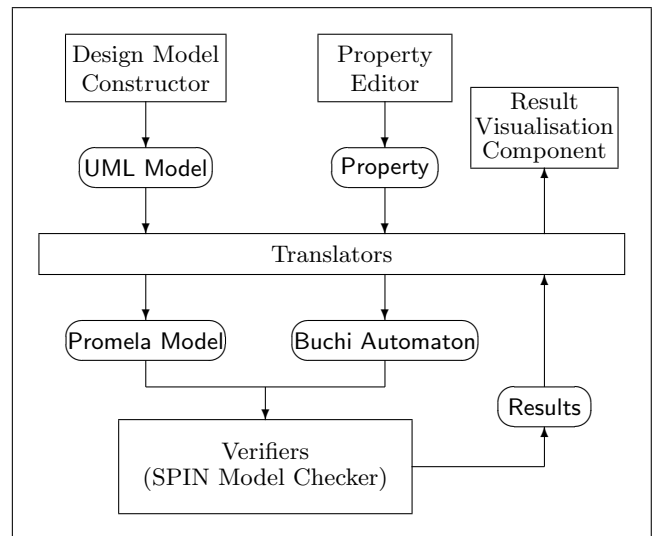 Design Model
Constructor
Property
Editor
Result
Visualisation
Component
UML Model
Property
Translators
Promela Model
Buchi Automaton
Results
Verifiers
(SPIN Model Checker)